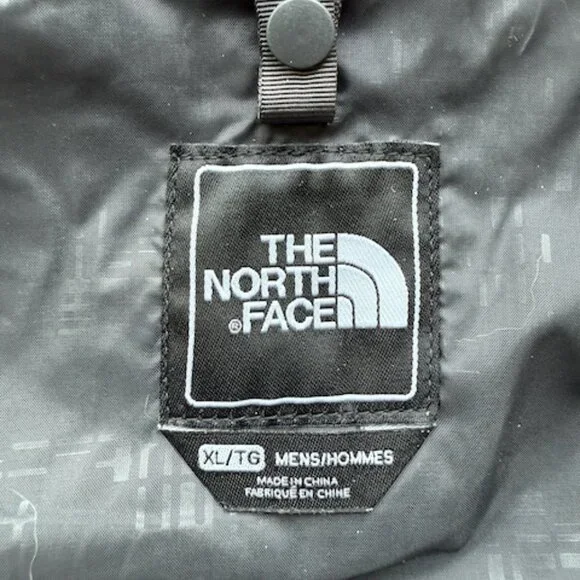 THE
NORTH
® FACE
XL/TG MENS/HOMMES
MADE IN CHINA
FABRIQUÉ EN CHINE